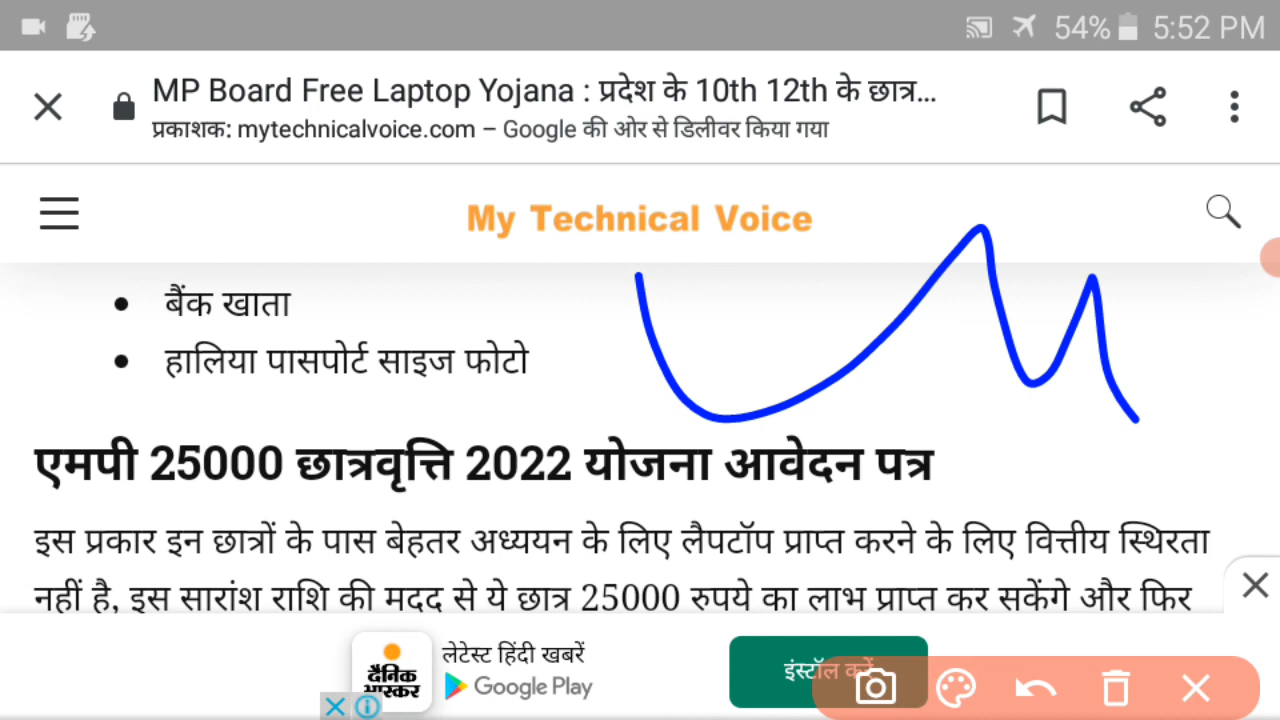 54% 5:52 PM
MP Board Free Laptop Yojana : प्रदेश के 10th 12th के छात्र...
प्रकाशक: mytechnicalvoice.com – Google की ओर से डिलीवर किया गया
My Technical Voice
• बैंक खाता
• हालिया पासपोर्ट साइज फोटो
एमपी 25000 छात्रवृत्ति 2022 योजना आवेदन पत्र
इस प्रकार इन छात्रों के पास बेहतर अध्ययन के लिए लैपटॉप प्राप्त करने के लिए वित्तीय स्थिरता
नहीं है, इस सारांश राशि की मदद से ये छात्र 25000 रुपये का लाभ प्राप्त कर सकेंगे और फिर
दैनिक
भास्कर
लेटेस्ट हिंदी खबरें
Google Play
इंस्टॉल करें